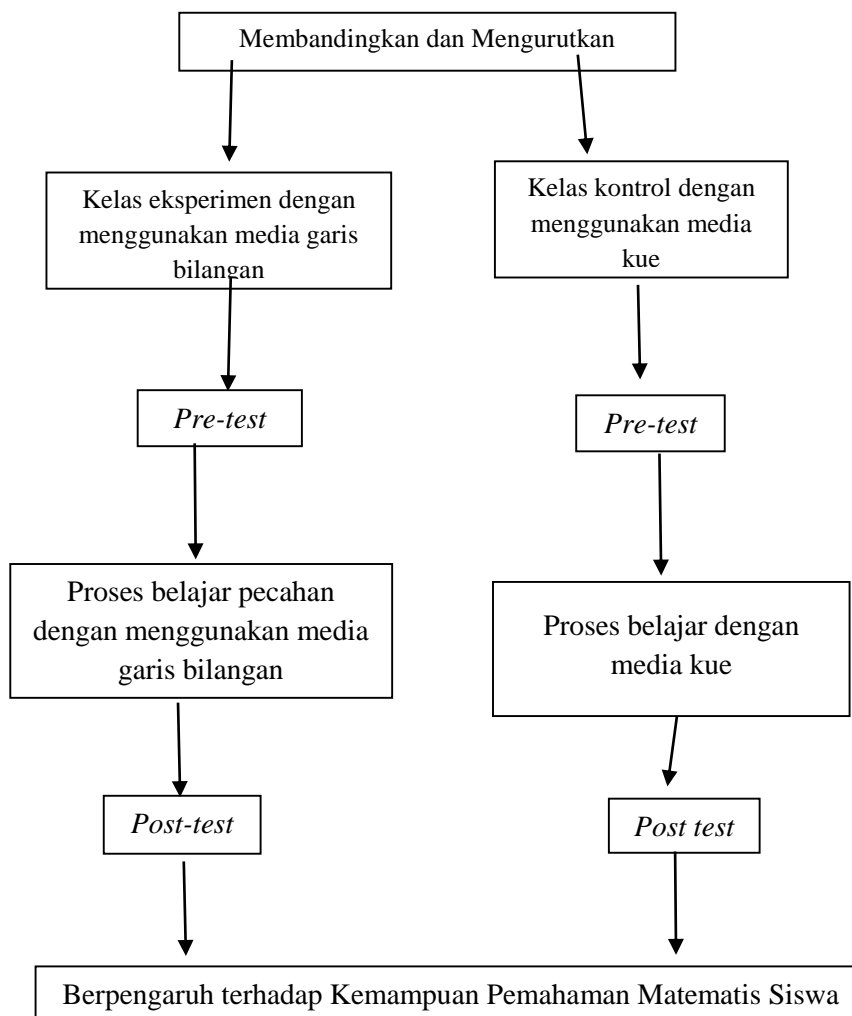 Membandingkan dan Mengurutkan
Kelas eksperimen dengan
menggunakan media garis
bilangan
Kelas kontrol dengan
menggunakan media
kue
Pre-test
Pre-test
Proses belajar pecahan
dengan menggunakan media
garis bilangan
Proses belajar dengan
media kue
Post-test
Post test
Berpengaruh terhadap Kemampuan Pemahaman Matematis Siswa